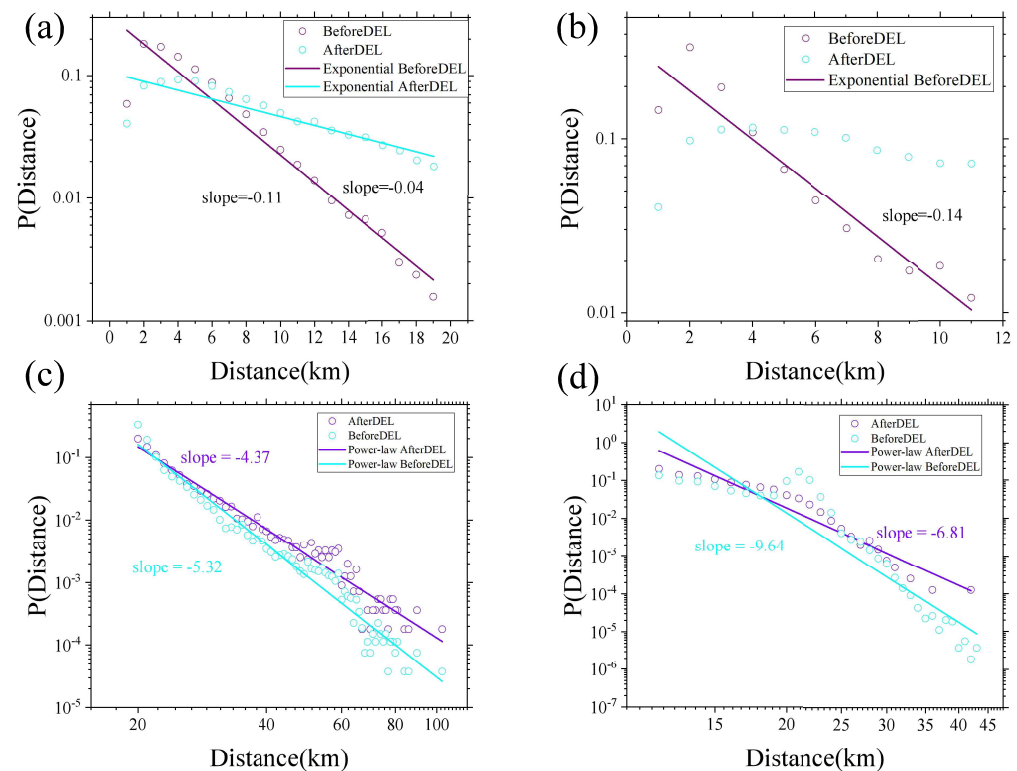 (a)
BeforeDEL
AfterDEL
Exponential BeforeDEL
Exponential AfterDEL
0.1
0.01
0.001
P(Distance)
slope=-0.11
slope=-0.04
0 2 4 6 8 10 12 14 16 18 20
Distance(km)
(b)
BeforeDEL
AfterDEL
Exponential BeforeDEL
0.1
0.01
P(Distance)
slope=-0.14
0 2 4 6 8 10 12
Distance(km)
(c)
AfterDEL
BeforeDEL
Power-law AfterDEL
Power-law BeforeDEL
10-1
10-2
10-3
10-4
10-5
P(Distance)
slope = -4.37
slope = -5.32
20 40 60 80 100
Distance(km)
(d)
AfterDEL
BeforeDEL
Power-law AfterDEL
Power-law BeforeDEL
101
100
10-1
10-2
10-3
10-4
10-5
10-6
10-7
P(Distance)
slope = -6.81
slope = -9.64
15 20 25 30 35 40 45
Distance(km)